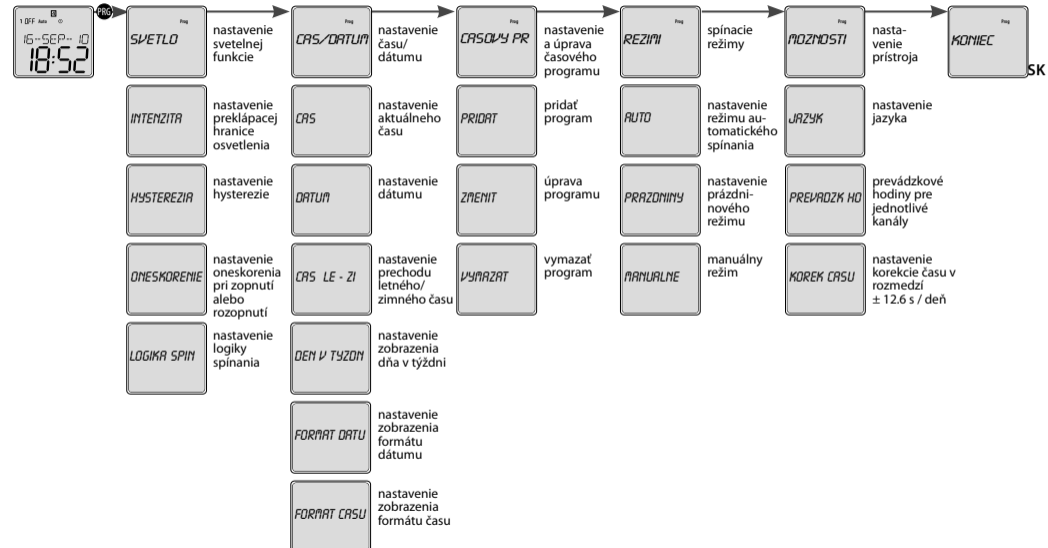 1 OFF Auto
16-SEP-10
18:52
PRG
Prog
SVETLO
nastavenie
svetelnej
funkcie
Prog
CAS/DATUM
nastavenie
času/
dátumu
Prog
CASOVY PR
nastavenie
a úprava
časového
programu
Prog
REZIMI
spínacie
režimy
Prog
MOZNOSTI
nasta-
venie
prístroja
Prog
KONIEC
SK
INTENZITA
nastavenie
preklápacej
hranice
osvetlenia
CAS
nastavenie
aktuálneho
času
PRIDAT
pridať
program
AUTO
nastavenie
režimu au-
tomatického
spínania
JAZYK
nastavenie
jazyka
HYSTEREZIA
nastavenie
hysterezie
DATUM
nastavenie
dátumu
ZMENIT
úprava
programu
PRAZDNINY
nastavenie
prázdni-
nového
režimu
PREVADZK HO
prevádzkové
hodiny pre
jednotlivé
kanály
ONESKORENIE
nastavenie
oneskorenia
pri zopnutí
alebo
rozopnutí
CAS LE - ZI
nastavenie
prechodu
letného/
zimného času
VYMAZAT
vymazať
program
MANUALNE
manuálny
režim
KOREK CASU
nastavenie
korekcie času v
rozmedzí
± 12.6 s / deň
LOGIKA SPIN
nastavenie
logiky
spínania
DEN V TYZDN
nastavenie
zobrazenia
dňa v týždni
FORMAT DATU
nastavenie
zobrazenia
formátu
dátumu
FORMAT CASU
nastavenie
zobrazenia
formátu času